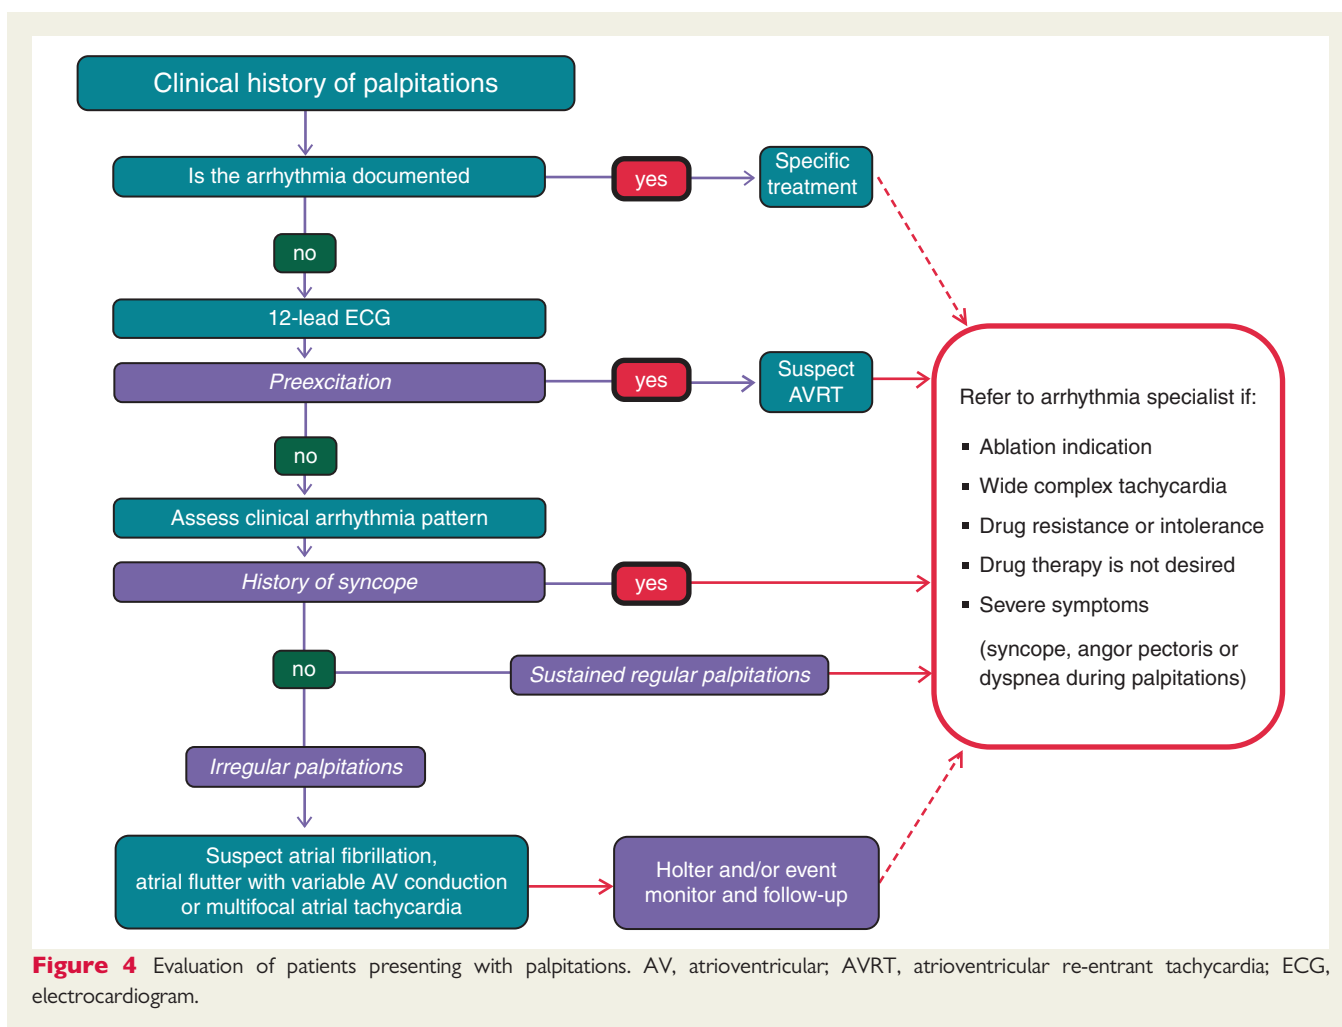 Clinical history of palpitations
Is the arrhythmia documented
yes
Specific
treatment
no
12-lead ECG
Preexcitation
yes
Suspect
AVRT
no
Assess clinical arrhythmia pattern
History of syncope
yes
no
Sustained regular palpitations
Irregular palpitations
Suspect atrial fibrillation,
atrial flutter with variable AV conduction
or multifocal atrial tachycardia
Holter and/or event
monitor and follow-up
Refer to arrhythmia specialist if:
▪ Ablation indication
▪ Wide complex tachycardia
▪ Drug resistance or intolerance
▪ Drug therapy is not desired
▪ Severe symptoms
(syncope, angor pectoris or
dyspnea during palpitations)
Figure 4 Evaluation of patients presenting with palpitations. AV, atrioventricular; AVRT, atrioventricular re-entrant tachycardia; ECG,
electrocardiogram.